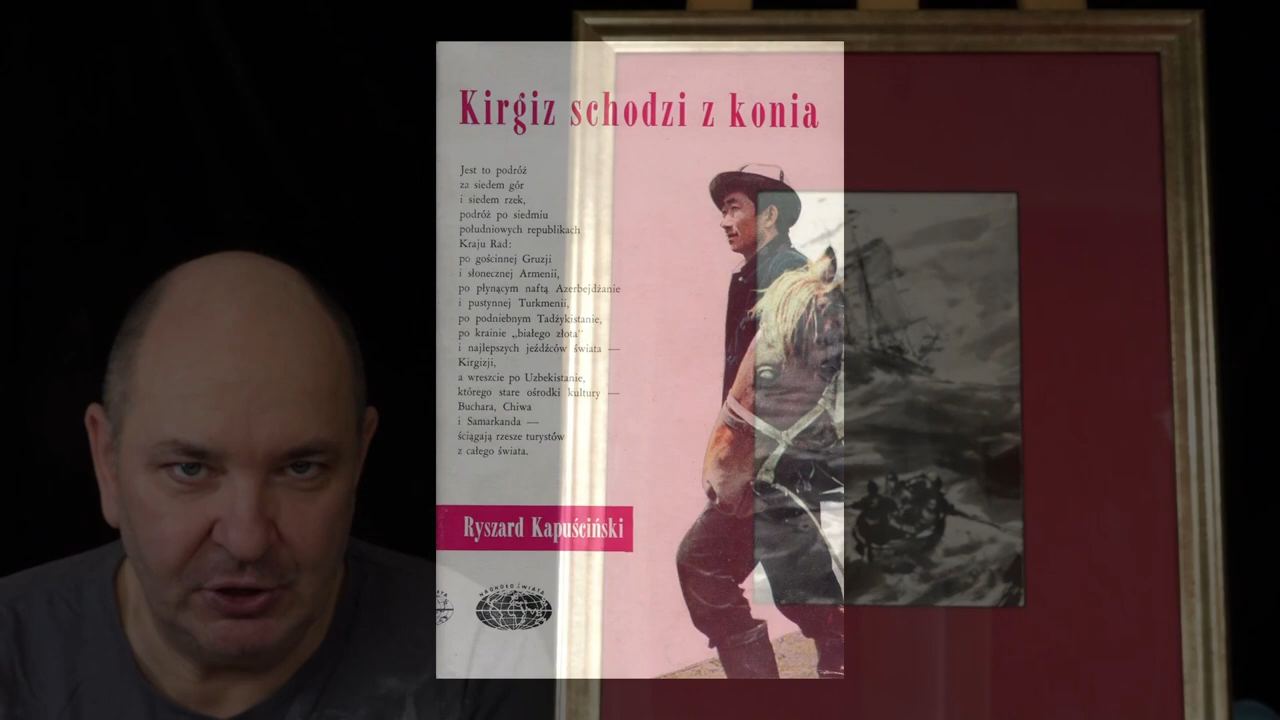 Kirgiz schodzi z konia
Jest to podróż
za siedem gór
i siedem rzek,
podróż po siedmiu
południowych republikach
Kraju Rad:
po gościnnej Gruzji
i słonecznej Armenii,
po płynącym naftą Azerbejdżanie
i pustynnej Turkmenii,
po podniebnym Tadżykistanie,
po krainie „białego złota”
i najlepszych jeźdźców świata —
Kirgizji,
a wreszcie po Uzbekistanie,
którego stare ośrodki kultury —
Buchara, Chiwa
i Samarkanda —
ściągają rzesze turystów
z całego świata.
Ryszard Kapuściński
NAOKOŁO ŚWIATA